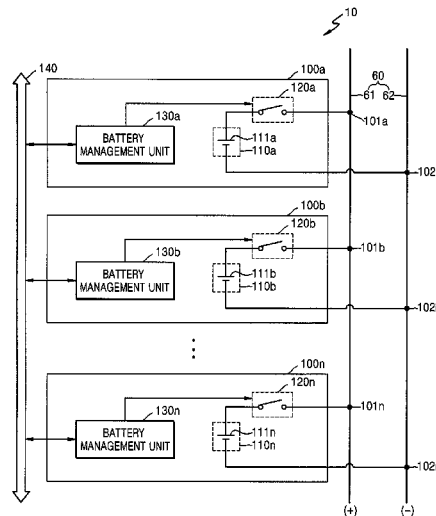 10
140
100a
60
120a
61 62
130a
111a
101a
BATTERY
MANAGEMENT UNIT
110a
102
100b
120b
130b
111b
101b
BATTERY
MANAGEMENT UNIT
110b
102
100n
120n
130n
111n
101n
BATTERY
MANAGEMENT UNIT
110n
102
(+) (-)